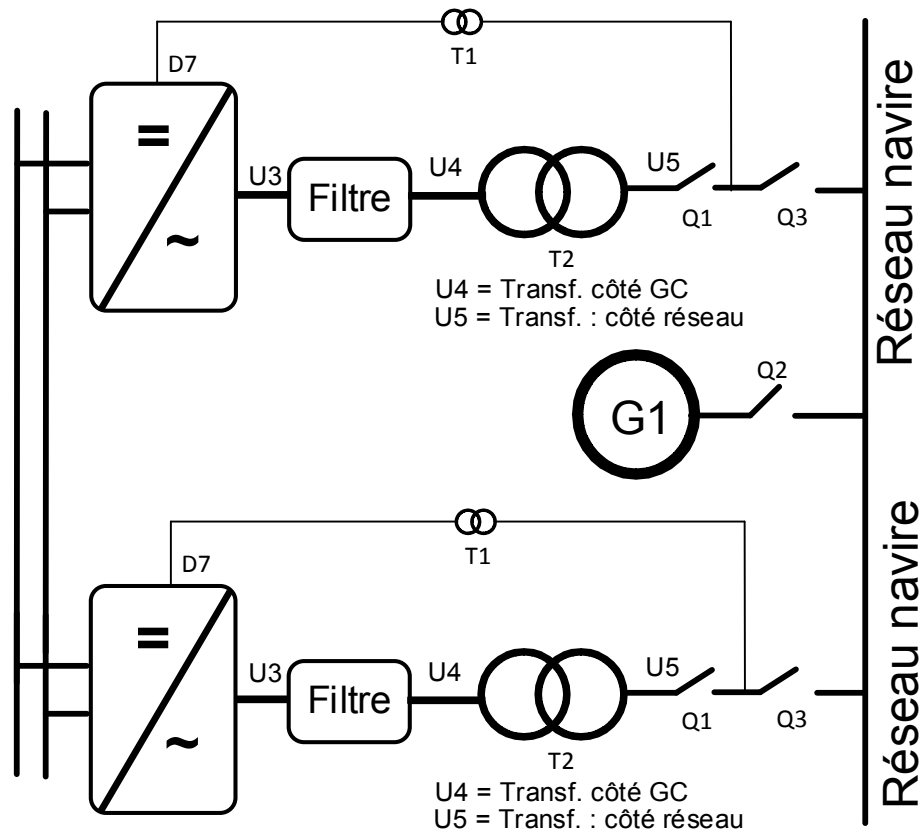 T1
D7
=
~
U3
Filtre
U4
T2
U5
Q1
Q3
U4 = Transf. côté GC
U5 = Transf. : côté réseau
Réseau navire
G1
Q2
T1
D7
=
~
U3
Filtre
U4
T2
U5
Q1
Q3
U4 = Transf. côté GC
U5 = Transf. : côté réseau
Réseau navire